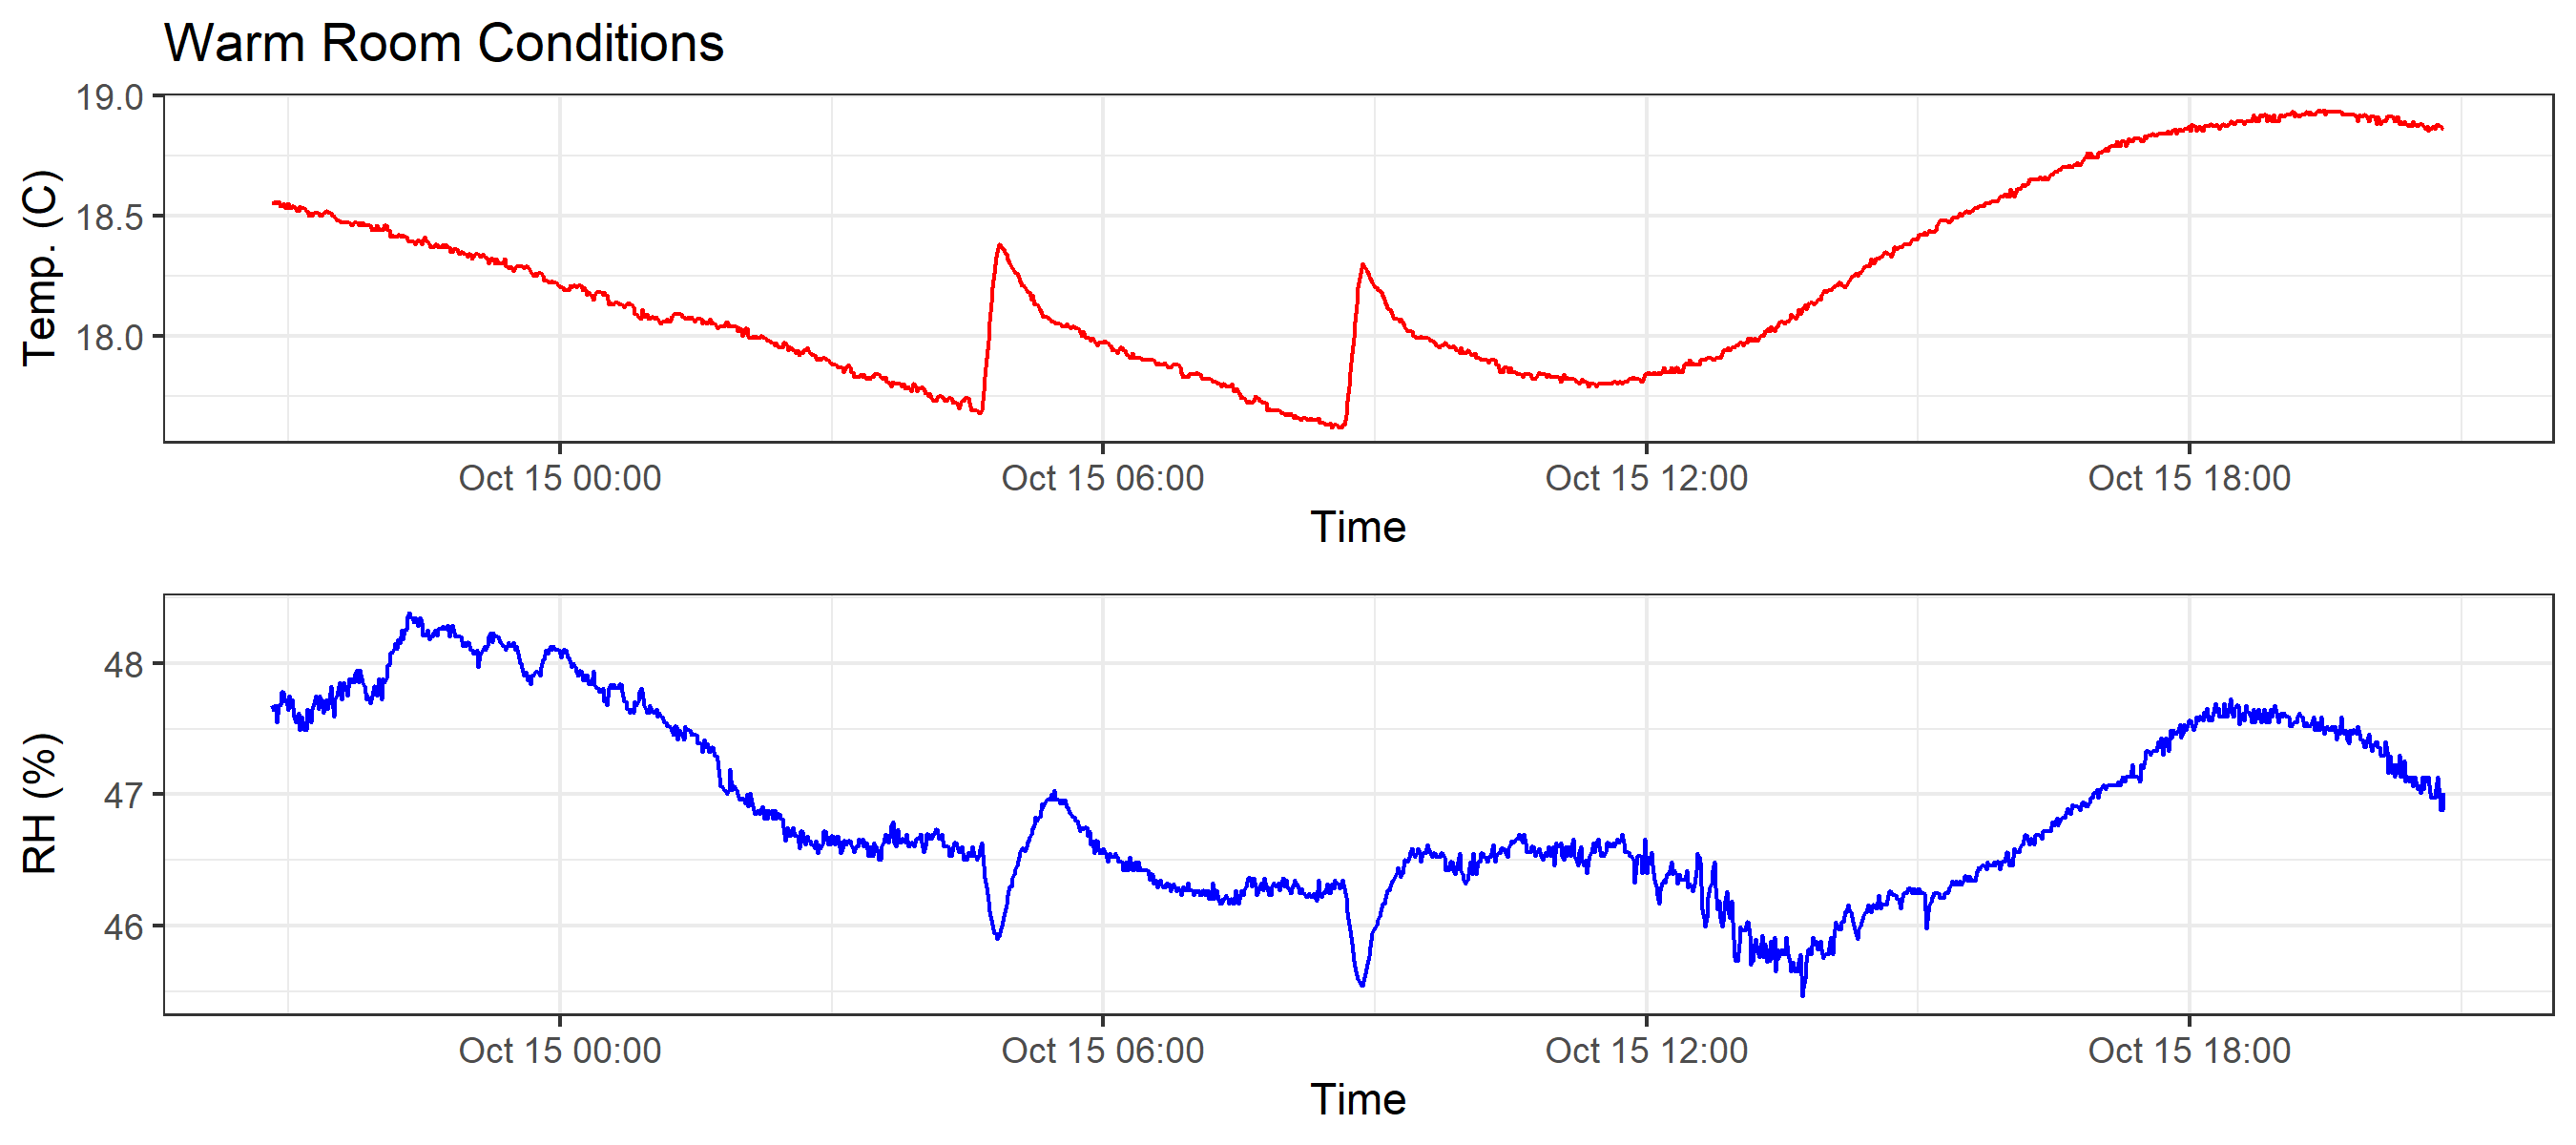 Warm Room Conditions
19.0
18.5
18.0
Temp. (C)
Oct 15 00:00 Oct 15 06:00 Oct 15 12:00 Oct 15 18:00
Time
48
47
46
RH (%)
Oct 15 00:00 Oct 15 06:00 Oct 15 12:00 Oct 15 18:00
Time